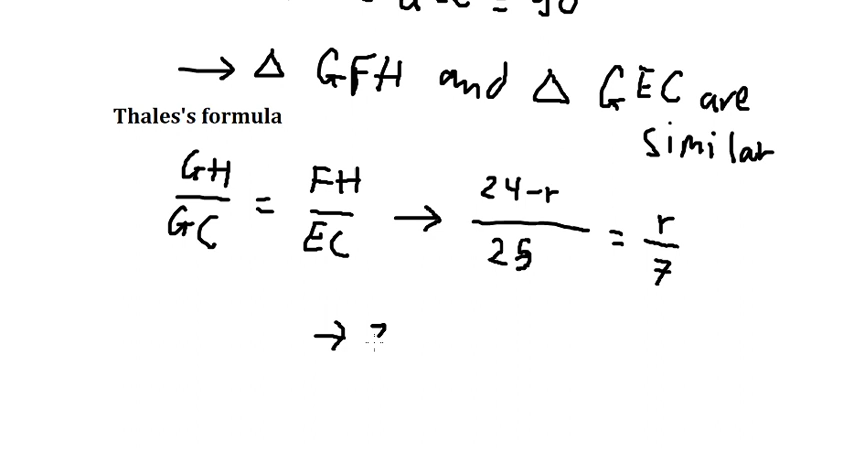 → △ GFH and △ GEC are similar
Thales's formula
GH/GC = FH/EC → 24-r/25 = r/7
→